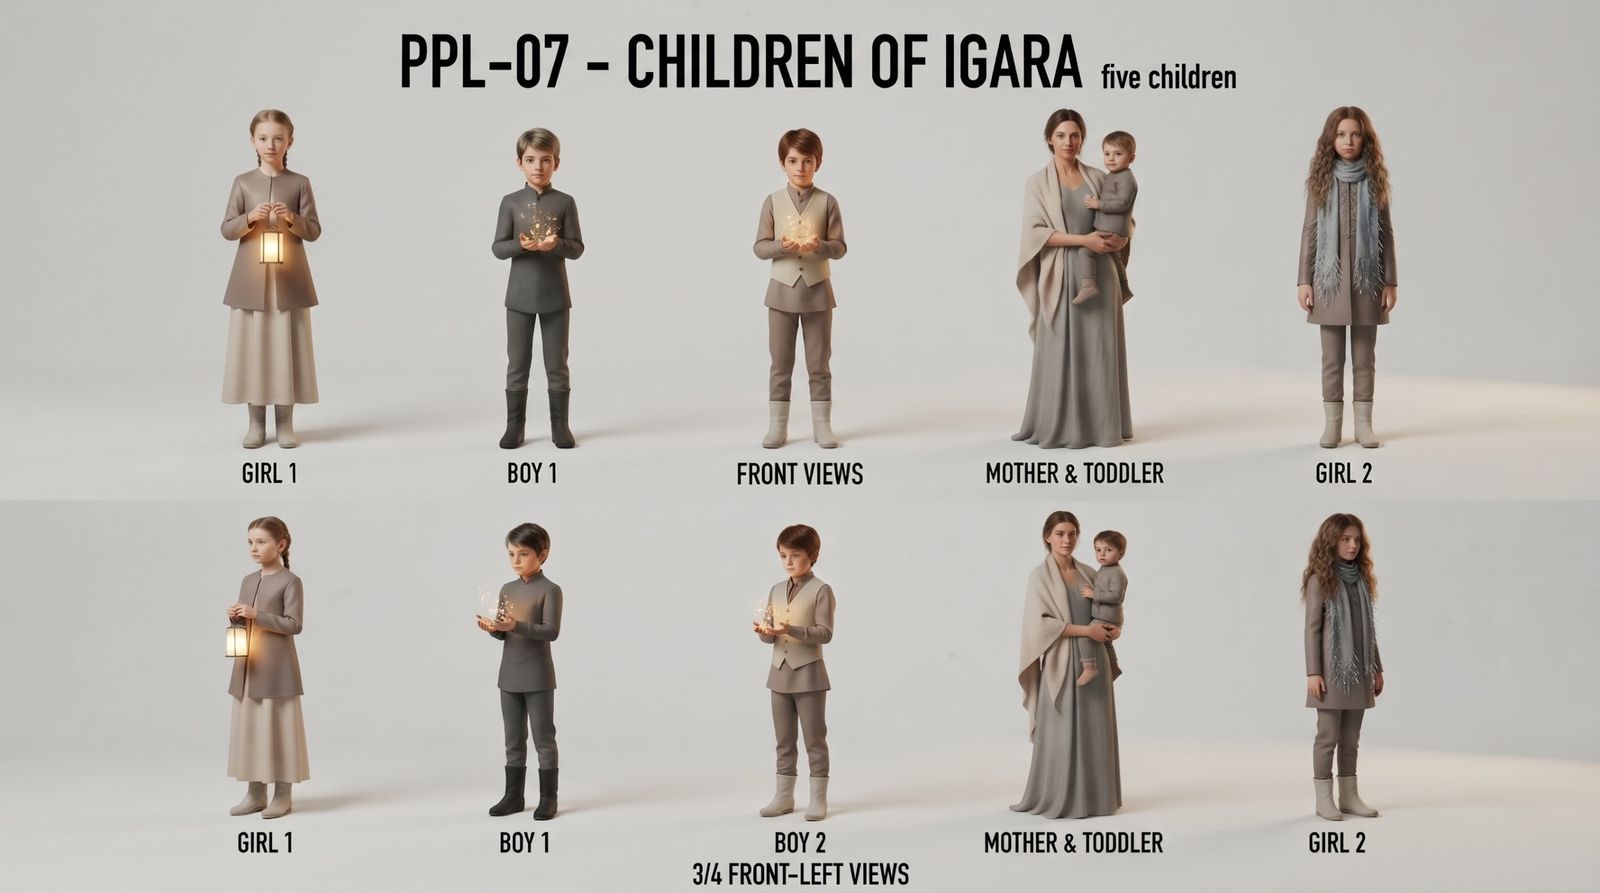 PPL-07 - CHILDREN OF IGARA five children
GIRL 1
BOY 1
FRONT VIEWS
MOTHER & TODDLER
GIRL 2
GIRL 1
BOY 1
BOY 2
MOTHER & TODDLER
GIRL 2
3/4 FRONT-LEFT VIEWS